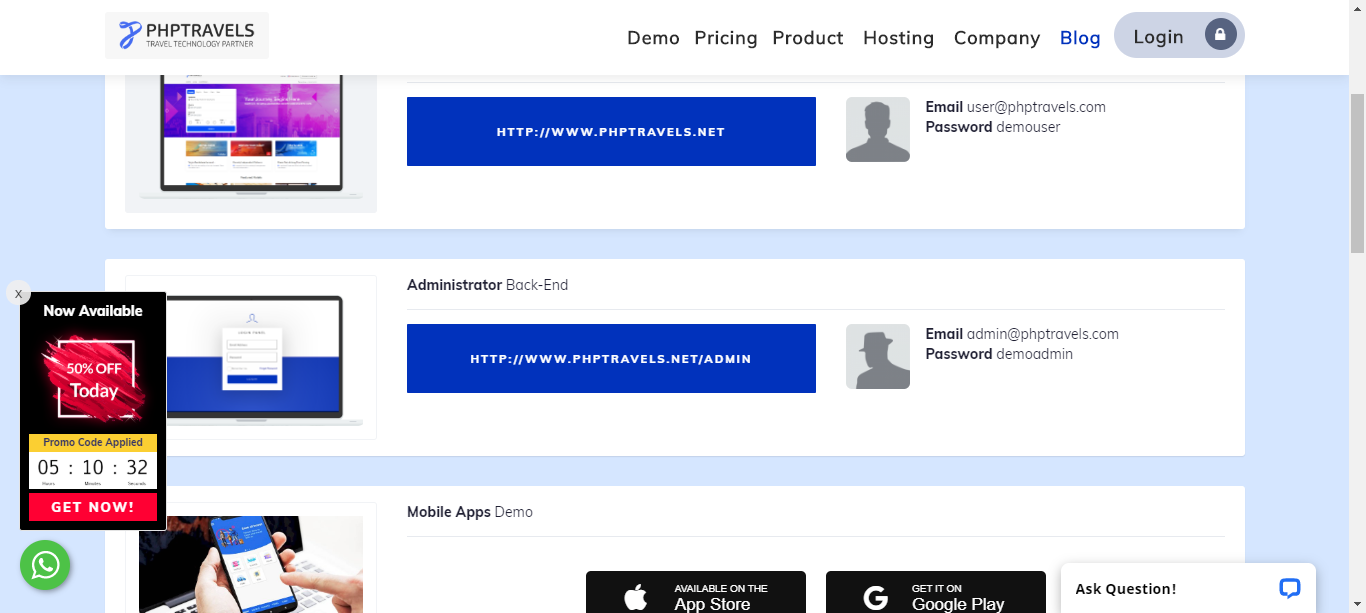 PHPTRAVELS
TRAVEL TECHNOLOGY PARTNER
Demo Pricing Product Hosting Company Blog Login
HTTP://WWW.PHPTRAVELS.NET
Email user@phptravels.com
Password demouser
Administrator Back-End
HTTP://WWW.PHPTRAVELS.NET/ADMIN
Email admin@phptravels.com
Password demoadmin
X
Now Available
50% OFF
Today
Promo Code Applied
05 : 10 : 32
Hours Minutes Seconds
GET NOW!
Mobile Apps Demo
AVAILABLE ON THE
App Store
GET IT ON
Google Play
Ask Question!